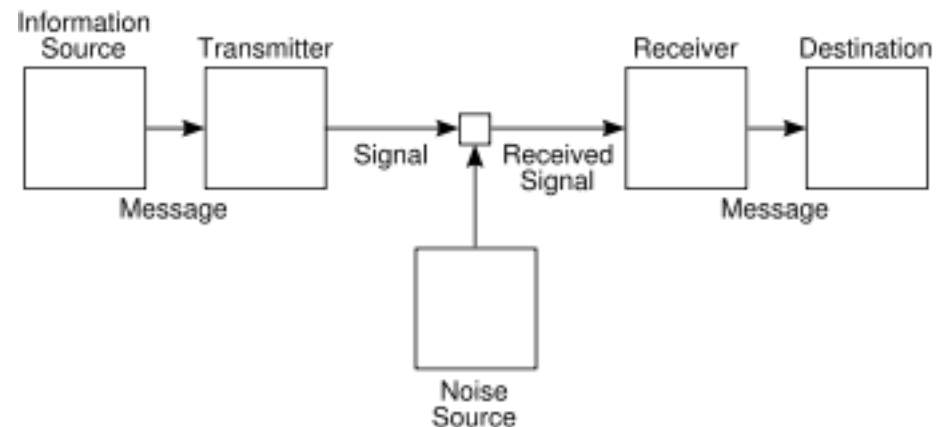 Information
Source
Transmitter
Receiver
Destination
Signal
Received
Signal
Message
Message
Noise
Source